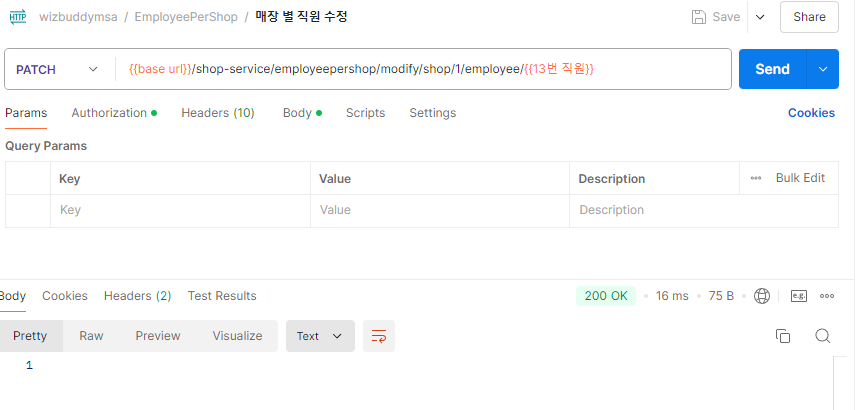 HTTP wizbuddymsa / EmployeePerShop / 매장 별 직원 수정 Save Share
PATCH {{base url}}/shop-service/employeepershop/modify/shop/1/employee/{{13번 직원}} Send
Params Authorization Headers (10) Body Scripts Settings Cookies
Query Params
Key Value Description Bulk Edit
Key Value Description
Body Cookies Headers (2) Test Results 200 OK 16 ms 75 B e.g.
Pretty Raw Preview Visualize Text
1